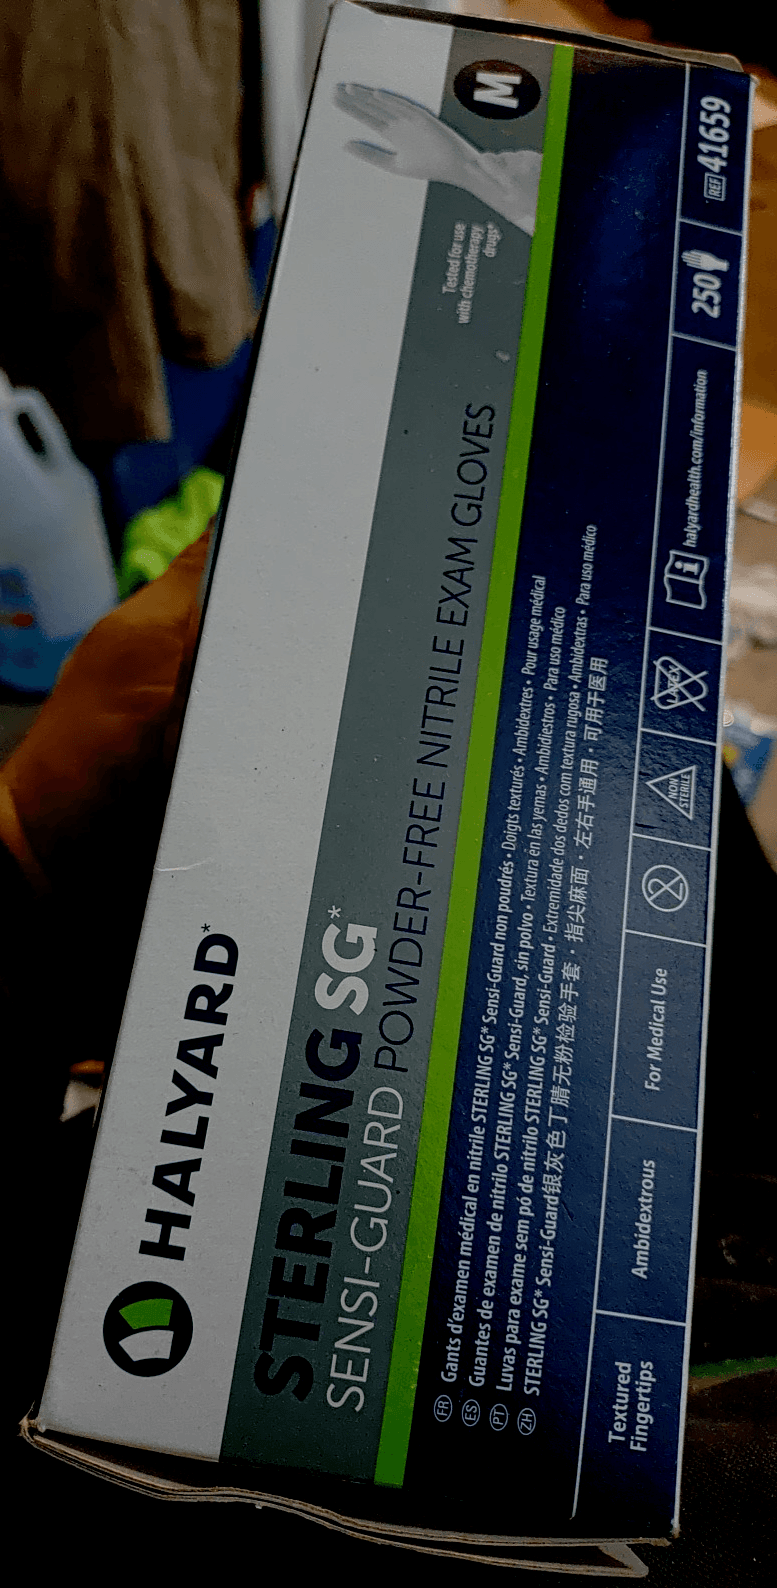 HALYARD*
STERLING SG*
SENSI-GUARD POWDER-FREE NITRILE EXAM GLOVES
Tested for use
with chemotherapy
drugs*
M
FR Gants d'examen médical en nitrile STERLING SG* Sensi-Guard non poudrés • Doigts texturés • Ambidextres • Pour usage médical
ES Guantes de examen de nitrilo STERLING SG* Sensi-Guard, sin polvo • Textura en las yemas • Ambidiestros • Para uso médico
PT Luvas para exame sem pó de nitrilo STERLING SG* Sensi-Guard • Extremidade dos dedos com textura rugosa • Ambidextras • Para uso médico
ZH STERLING SG* Sensi-Guard银灰色丁腈无粉检验手套 • 指尖麻面 • 左右手通用 • 可用于医用
Textured
Fingertips
Ambidextrous
For Medical Use
2
NON
STERILE
LATEX
i halyardhealth.com/information
250
REF 41659